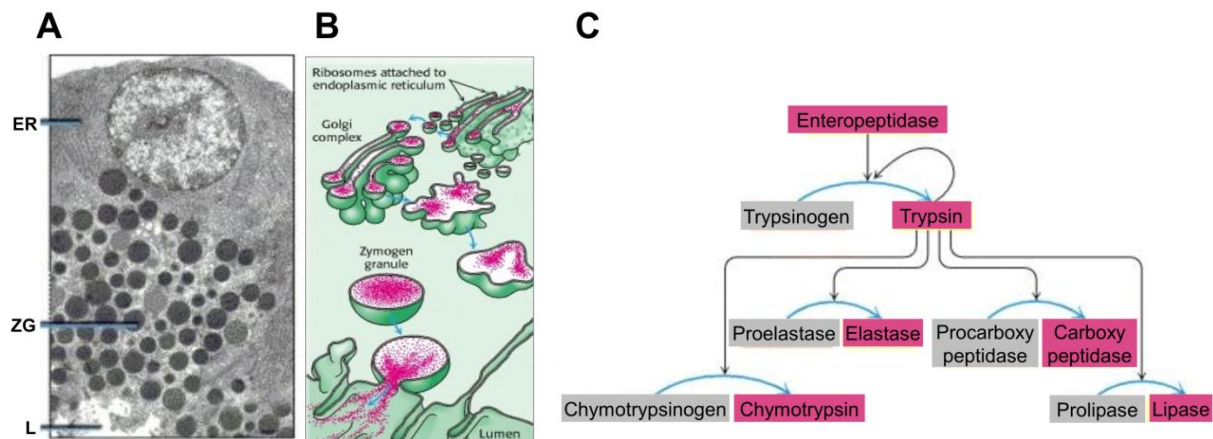 A
B
C
ER
ZG
L
Ribosomes attached to
endoplasmic reticulum
Golgi
complex
Zymogen
granule
Lumen
Enteropeptidase
Trypsinogen
Trypsin
Proelastase
Elastase
Procarboxy
peptidase
Carboxy
peptidase
Chymotrypsinogen
Chymotrypsin
Prolipase
Lipase